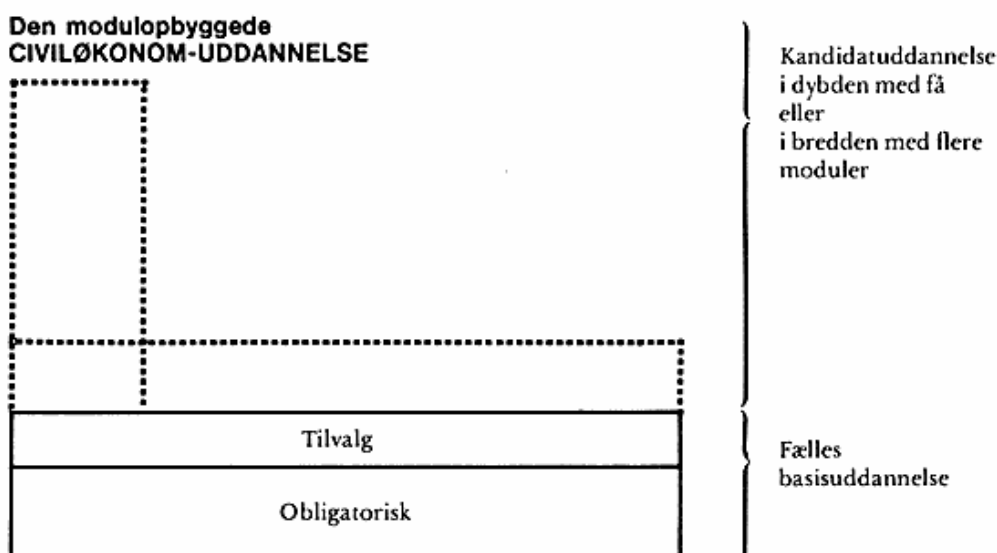 Den modulopbyggede
CIVILØKONOM-UDDANNELSE
Kandidatuddannelse
i dybden med få
eller
i bredden med flere
moduler
Tilvalg
Fælles
basisuddannelse
Obligatorisk